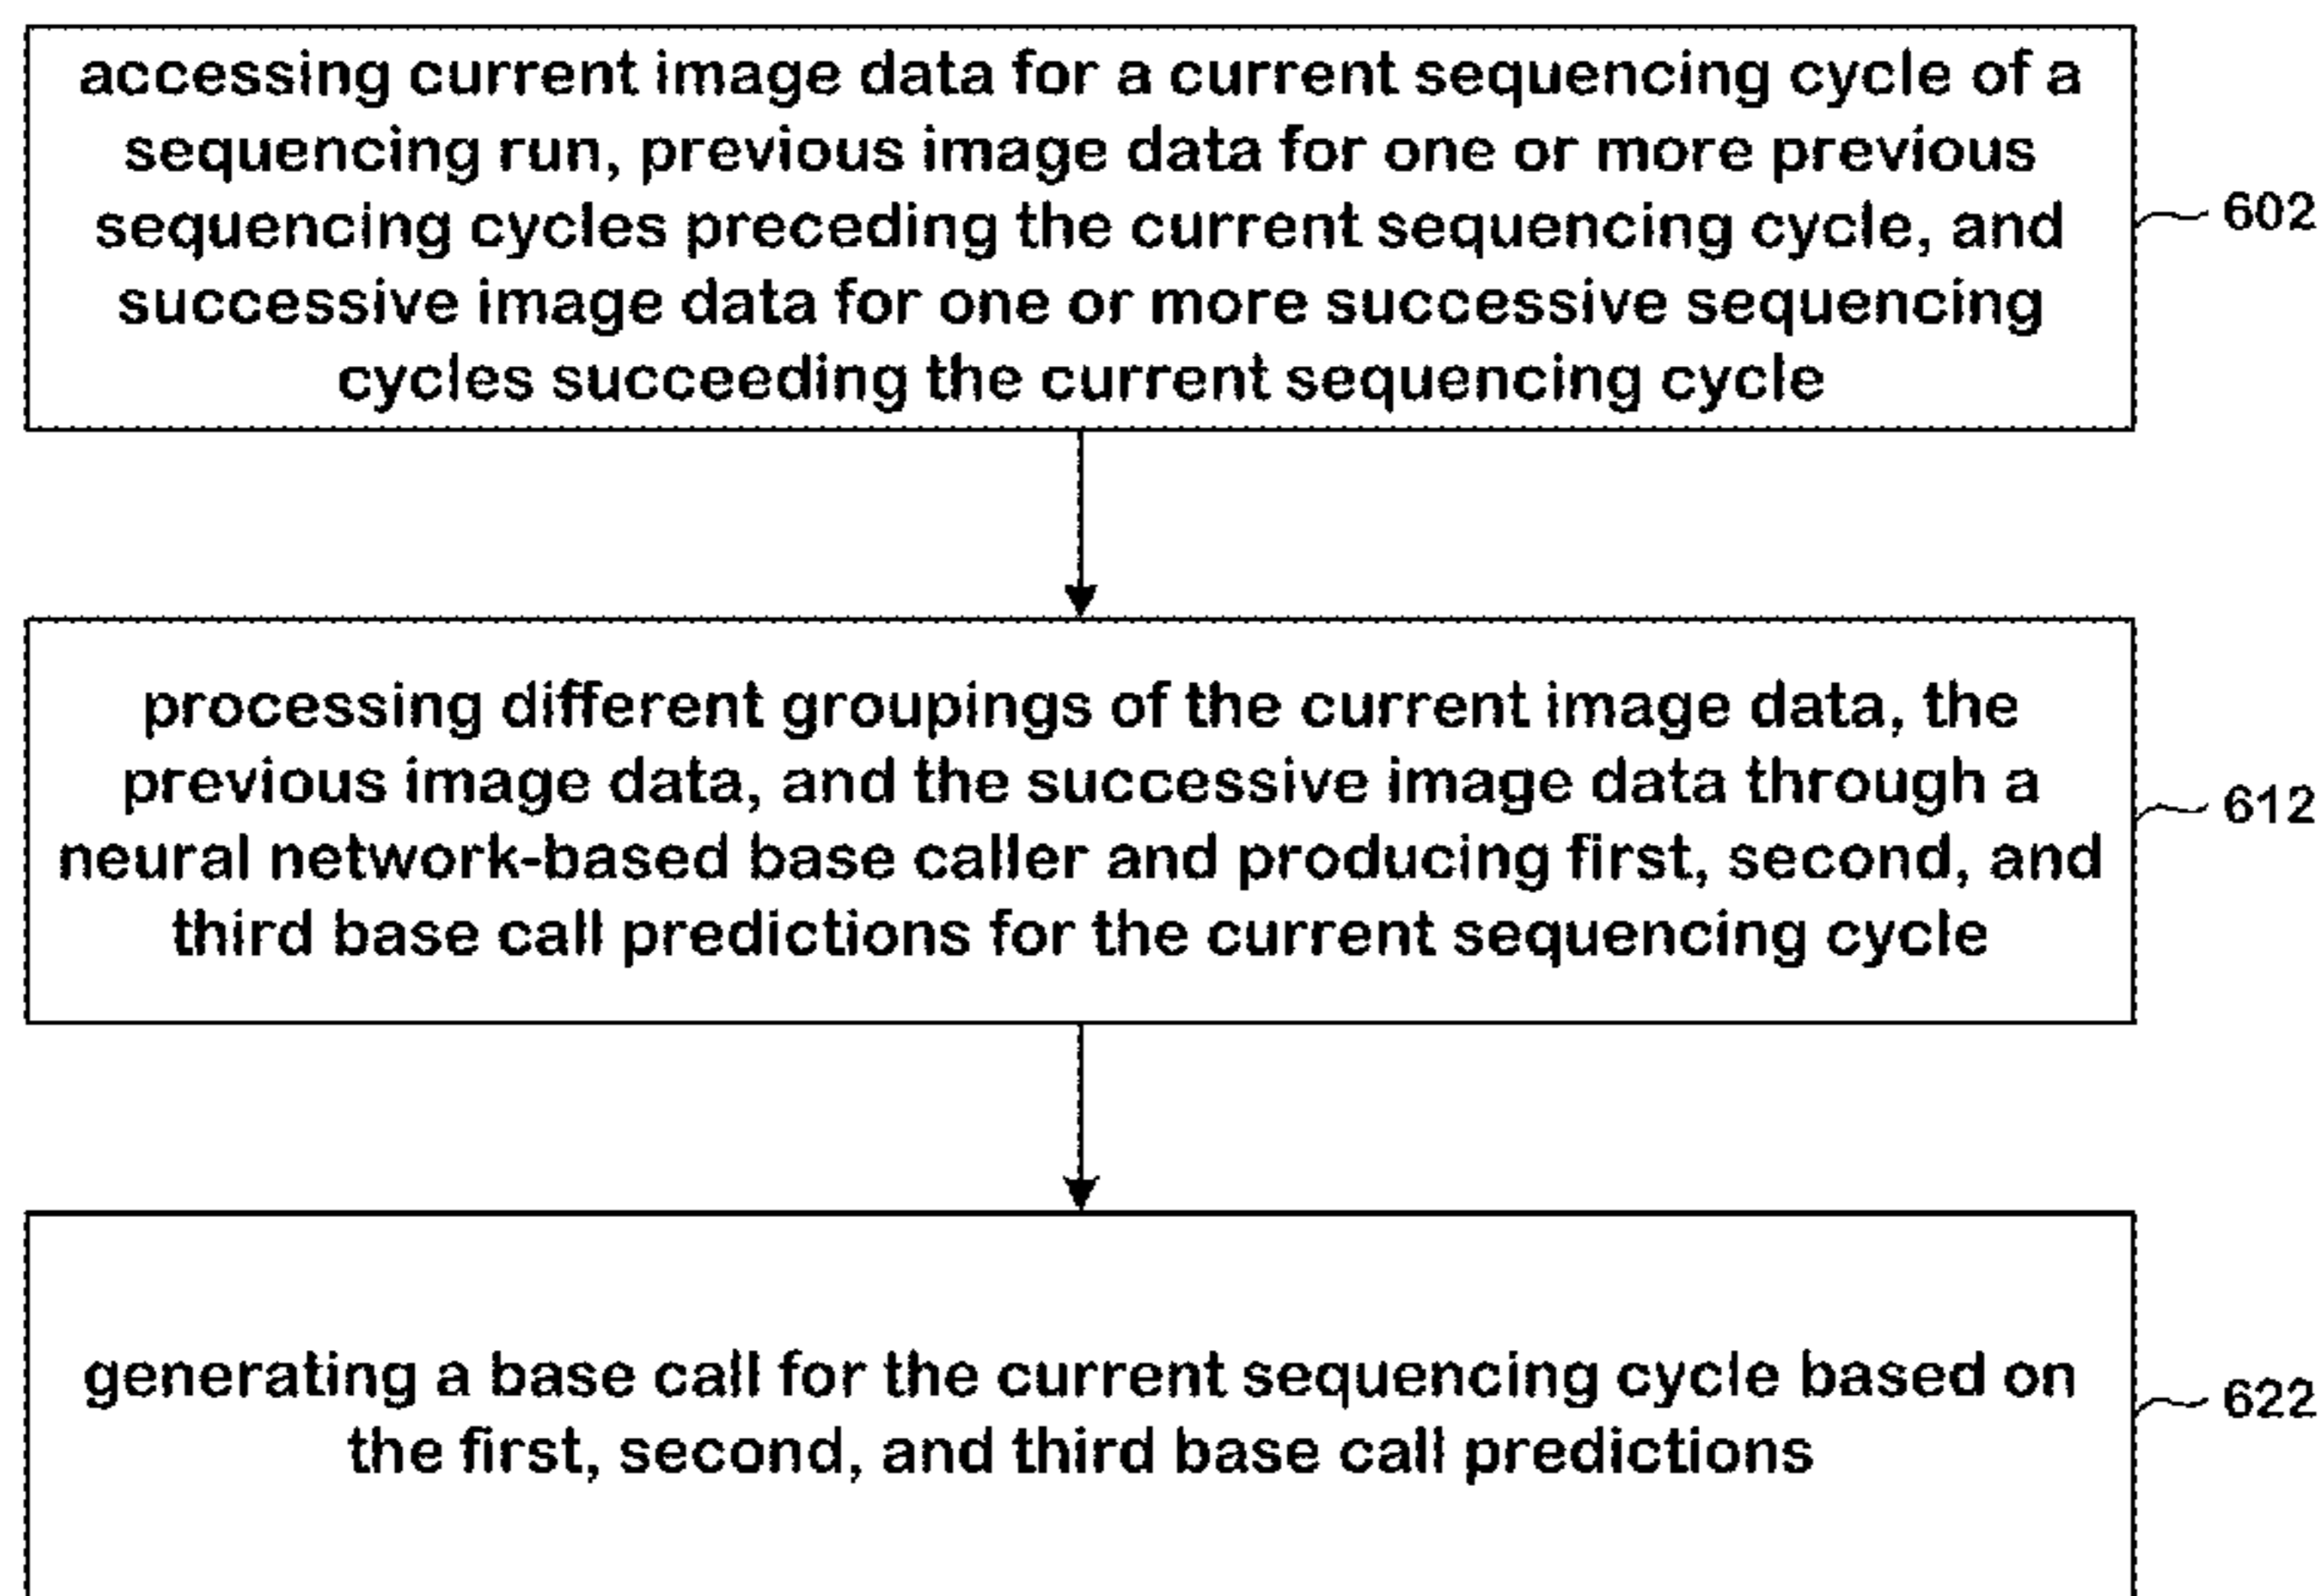 accessing current image data for a current sequencing cycle of a
sequencing run, previous image data for one or more previous
sequencing cycles preceding the current sequencing cycle, and
successive image data for one or more successive sequencing
cycles succeeding the current sequencing cycle
602
processing different groupings of the current image data, the
previous image data, and the successive image data through a
neural network-based base caller and producing first, second, and
third base call predictions for the current sequencing cycle
612
generating a base call for the current sequencing cycle based on
the first, second, and third base call predictions
622